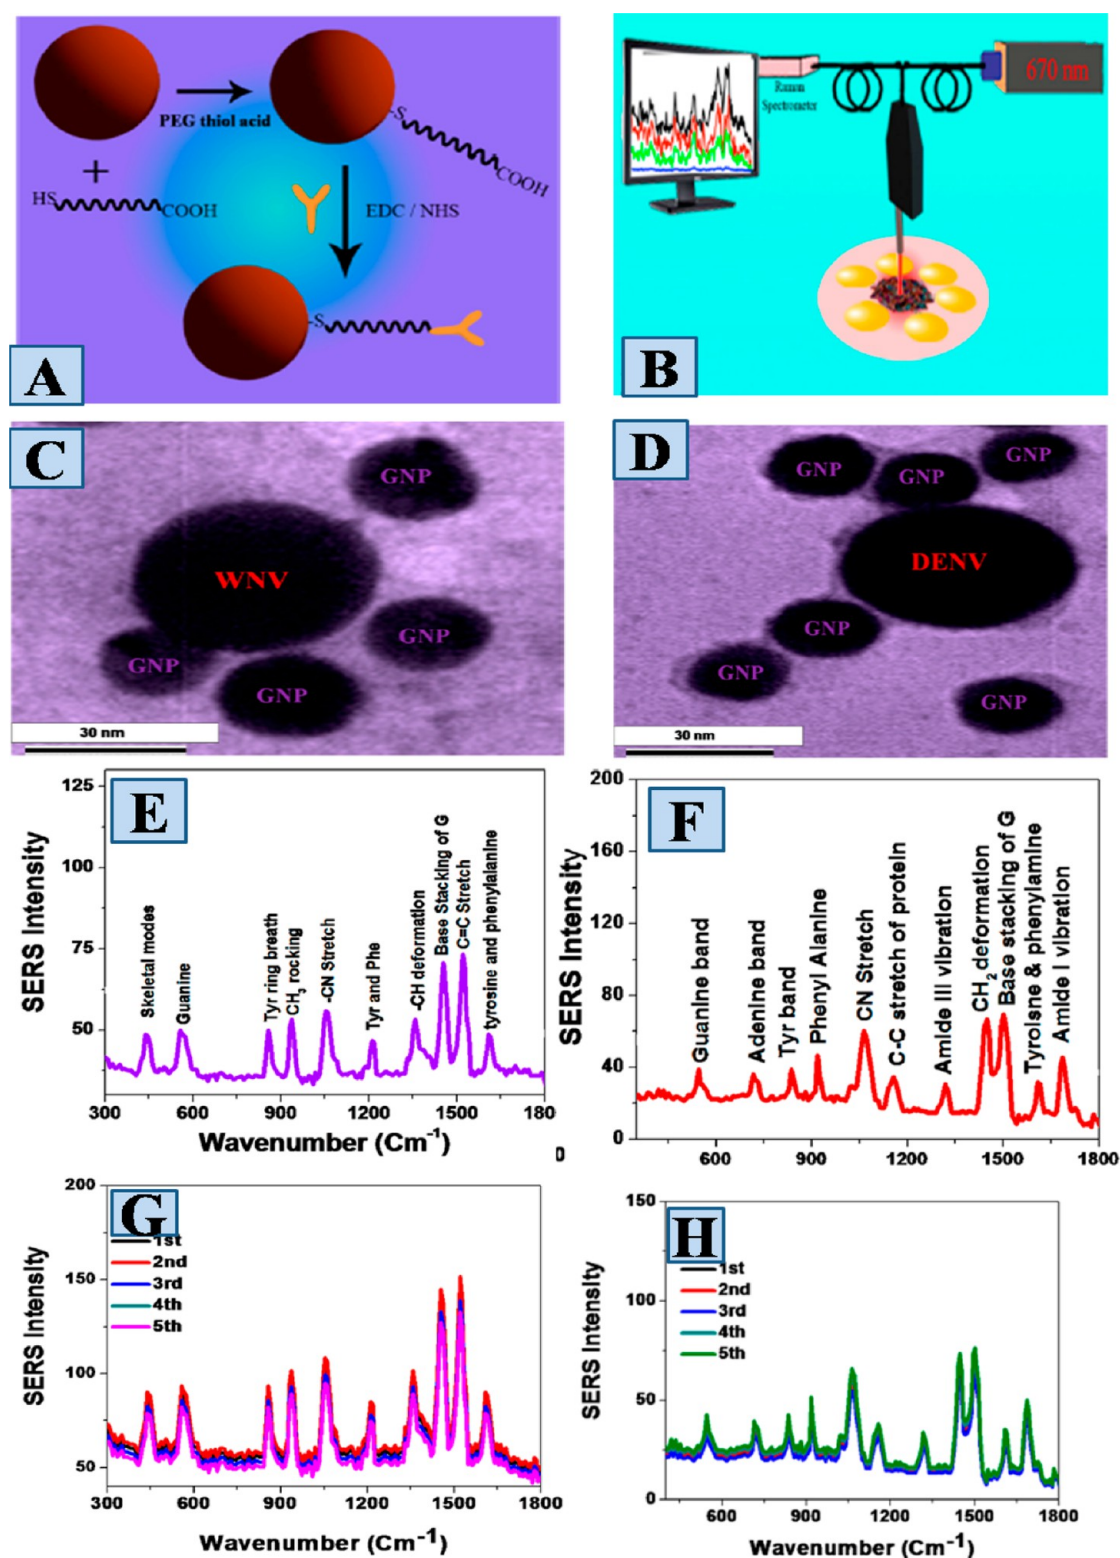 PEG thiol acid
S
COOH
+
HS
COOH
EDC / NHS
S
A
Raman
Spectrometer
670 nm
B
C
GNP
WNV
GNP
GNP
GNP
30 nm
D
GNP
GNP
GNP
DENV
GNP
GNP
GNP
30 nm
E
SERS Intensity
125
100
75
50
Skeletal modes
Guanine
Tyr ring breath
CH3 rocking
-CN Stretch
Tyr and Phe
-CH deformation
Base Stacking of G
C=C Stretch
tyrosine and phenylalanine
300 600 900 1200 1500 1800
Wavenumber (Cm-1)
0
F
SERS Intensity
200
160
120
80
40
0
Guanine band
Adenine band
Tyr band
Phenyl Alanine
CN Stretch
C-C stretch of protein
Amide III vibration
CH2 deformation
Base stacking of G
Tyroisne & phenylamine
Amide I vibration
600 900 1200 1500 1800
G
SERS Intensity
200
150
100
50
1st
2nd
3rd
4th
5th
300 600 900 1200 1500 1800
Wavenumber (Cm-1)
H
SERS Intensity
150
100
50
0
1st
2nd
3rd
4th
5th
600 900 1200 1500 1800
Wavenumber (Cm-1)